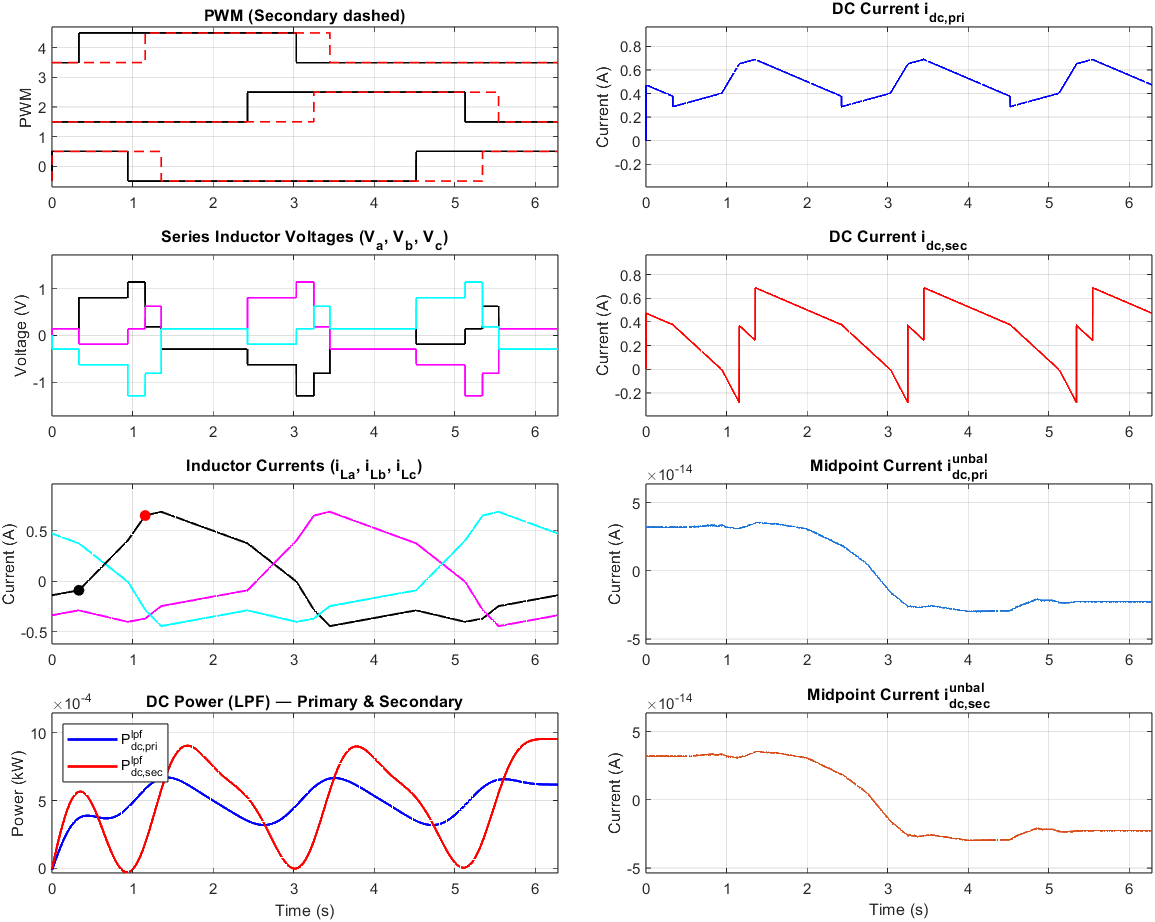 PWM (Secondary dashed)
PWM
4
3
2
1
0
0 1 2 3 4 5 6
DC Current i_dc,pri
Current (A)
0.8
0.6
0.4
0.2
0
-0.2
0 1 2 3 4 5 6
Series Inductor Voltages (V_a, V_b, V_c)
Voltage (V)
1
0
-1
0 1 2 3 4 5 6
DC Current i_dc,sec
Current (A)
0.8
0.6
0.4
0.2
0
-0.2
0 1 2 3 4 5 6
Inductor Currents (i_La, i_Lb, i_Lc)
Current (A)
0.5
0
-0.5
0 1 2 3 4 5 6
Midpoint Current i^unbal_dc,pri
×10^-14
Current (A)
5
0
-5
0 1 2 3 4 5 6
DC Power (LPF) — Primary & Secondary
×10^-4
Power (kW)
10
5
0
P^lpf_dc,pri
P^lpf_dc,sec
0 1 2 3 4 5 6
Time (s)
Midpoint Current i^unbal_dc,sec
×10^-14
Current (A)
5
0
-5
0 1 2 3 4 5 6
Time (s)